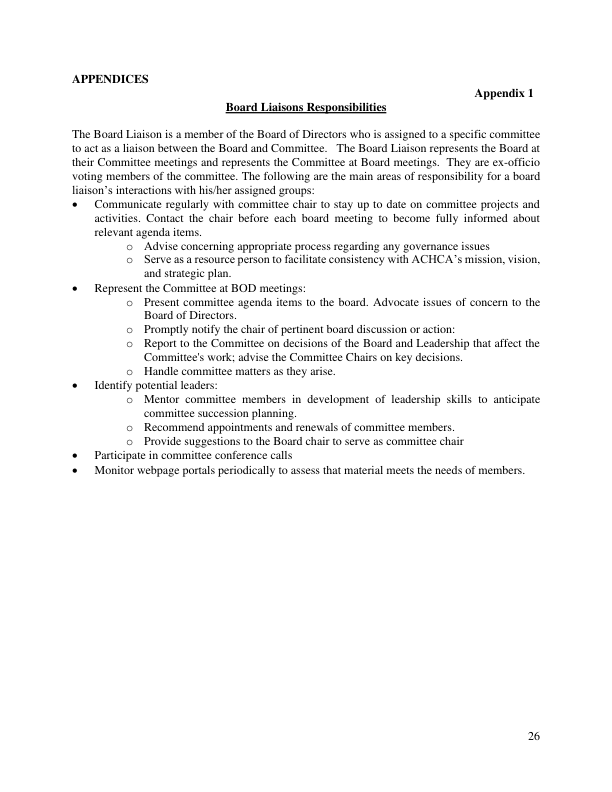 APPENDICES
Appendix 1
Board Liaisons Responsibilities
The Board Liaison is a member of the Board of Directors who is assigned to a specific committee
to act as a liaison between the Board and Committee. The Board Liaison represents the Board at
their Committee meetings and represents the Committee at Board meetings. They are ex-officio
voting members of the committee. The following are the main areas of responsibility for a board
liaison's interactions with his/her assigned groups:
• Communicate regularly with committee chair to stay up to date on committee projects and
activities. Contact the chair before each board meeting to become fully informed about
relevant agenda items.
o Advise concerning appropriate process regarding any governance issues
o Serve as a resource person to facilitate consistency with ACHCA's mission, vision,
and strategic plan.
• Represent the Committee at BOD meetings:
o Present committee agenda items to the board. Advocate issues of concern to the
Board of Directors.
o Promptly notify the chair of pertinent board discussion or action:
o Report to the Committee on decisions of the Board and Leadership that affect the
Committee's work; advise the Committee Chairs on key decisions.
o Handle committee matters as they arise.
• Identify potential leaders:
o Mentor committee members in development of leadership skills to anticipate
committee succession planning.
o Recommend appointments and renewals of committee members.
o Provide suggestions to the Board chair to serve as committee chair
• Participate in committee conference calls
• Monitor webpage portals periodically to assess that material meets the needs of members.
26